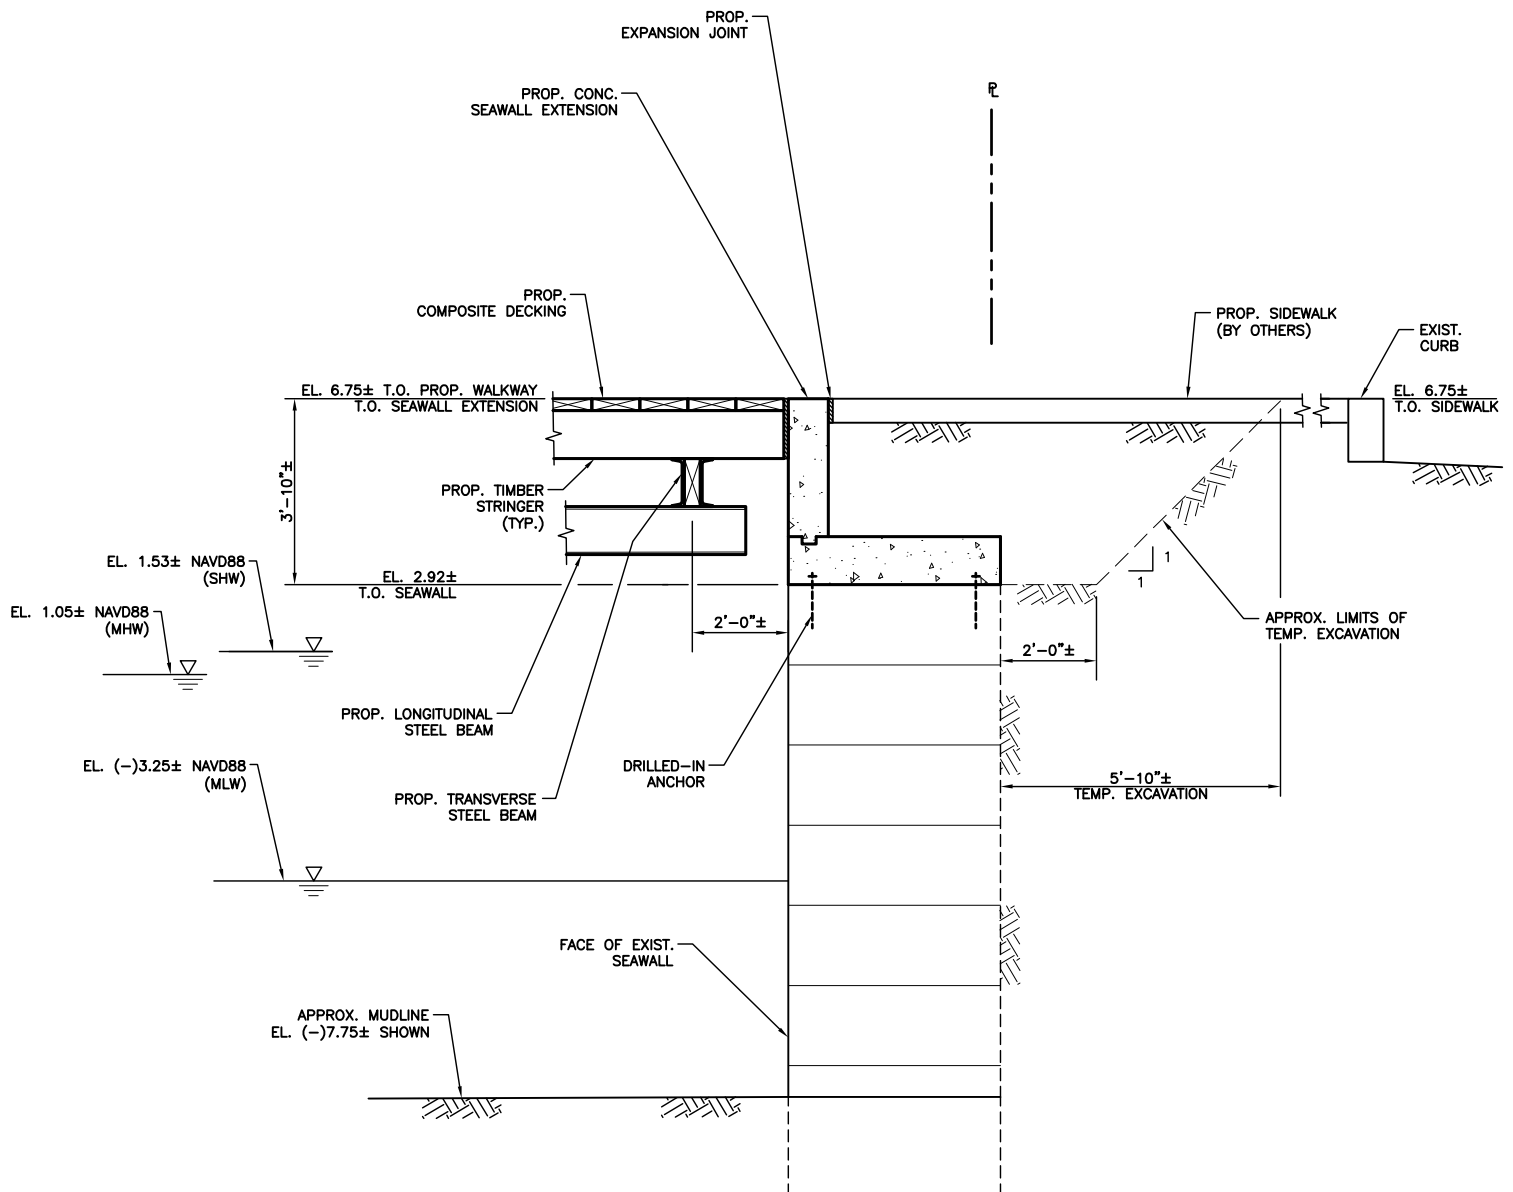 PROP.
EXPANSION JOINT
PROP. CONC.
SEAWALL EXTENSION
PL
PROP.
COMPOSITE DECKING
PROP. SIDEWALK
(BY OTHERS)
EXIST.
CURB
EL. 6.75± T.O. PROP. WALKWAY
T.O. SEAWALL EXTENSION
EL. 6.75±
T.O. SIDEWALK
3'-10"±
PROP. TIMBER
STRINGER
(TYP.)
EL. 1.53± NAVD88
(SHW)
EL. 2.92±
T.O. SEAWALL
1
1
EL. 1.05± NAVD88
(MHW)
2'-0"±
APPROX. LIMITS OF
TEMP. EXCAVATION
2'-0"±
PROP. LONGITUDINAL
STEEL BEAM
EL. (-)3.25± NAVD88
(MLW)
DRILLED-IN
ANCHOR
5'-10"±
TEMP. EXCAVATION
PROP. TRANSVERSE
STEEL BEAM
FACE OF EXIST.
SEAWALL
APPROX. MUDLINE
EL. (-)7.75± SHOWN